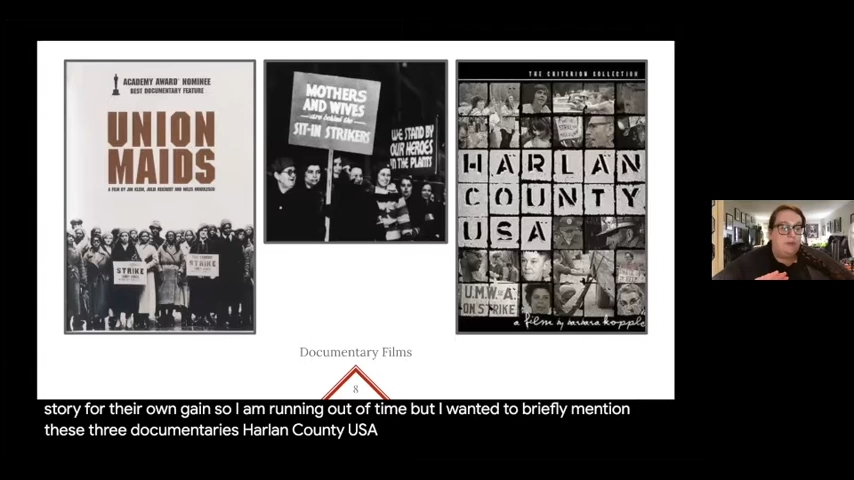 ACADEMY AWARD NOMINEE
BEST DOCUMENTARY FEATURE
UNION
MAIDS
A FILM BY JIM KLEIN, JULIA REICHERT AND MILES MOGULESCU
STRIKE
STRIKE
MOTHERS
AND WIVES
are behind the
SIT-IN STRIKERS
WE STAND BY
OUR HEROES
IN THE PLANTS
THE CRITERION COLLECTION
HARLAN
COUNTY
USA
U.M.W.of A.
ON STRIKE
a film by barbara kopple
Documentary Films
8
story for their own gain so I am running out of time but I wanted to briefly mention
these three documentaries Harlan County USA